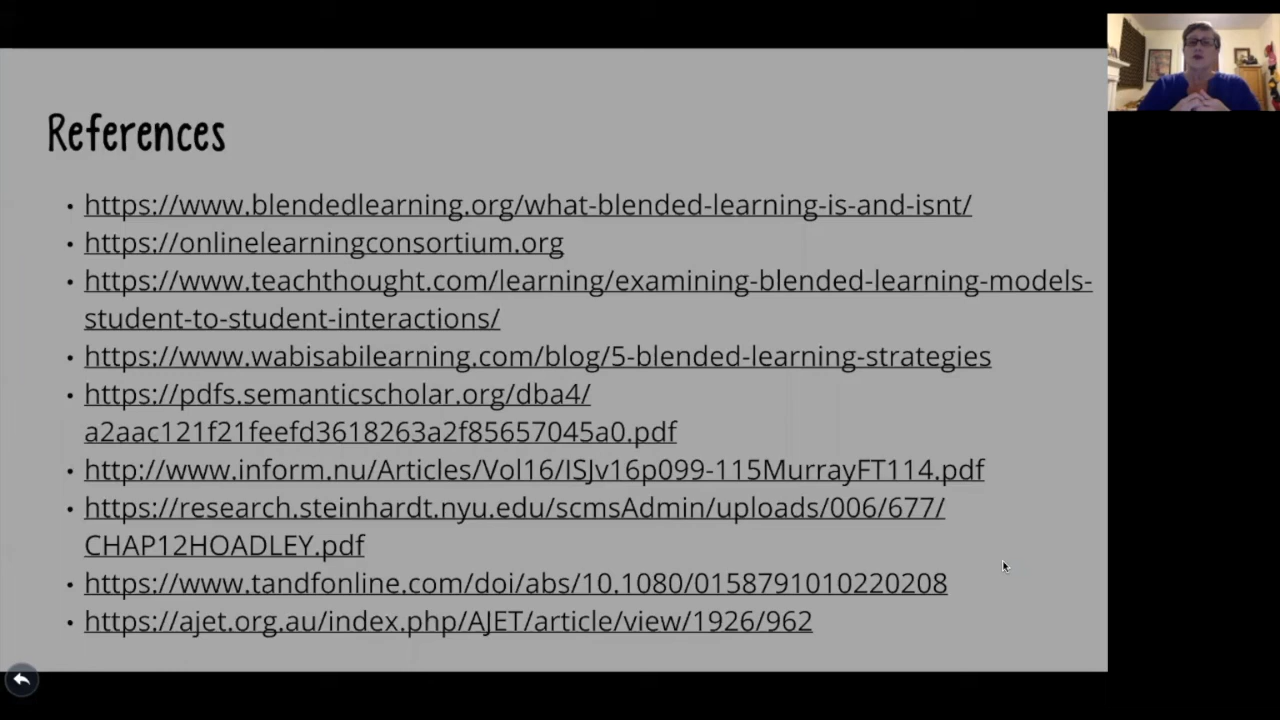 References
• https://www.blendedlearning.org/what-blended-learning-is-and-isnt/
• https://onlinelearningconsortium.org
• https://www.teachthought.com/learning/examining-blended-learning-models-
student-to-student-interactions/
• https://www.wabisabilearning.com/blog/5-blended-learning-strategies
• https://pdfs.semanticscholar.org/dba4/
a2aac121f21feefd3618263a2f85657045a0.pdf
• http://www.inform.nu/Articles/Vol16/ISJv16p099-115MurrayFT114.pdf
• https://research.steinhardt.nyu.edu/scmsAdmin/uploads/006/677/
CHAP12HOADLEY.pdf
• https://www.tandfonline.com/doi/abs/10.1080/0158791010220208
• https://ajet.org.au/index.php/AJET/article/view/1926/962